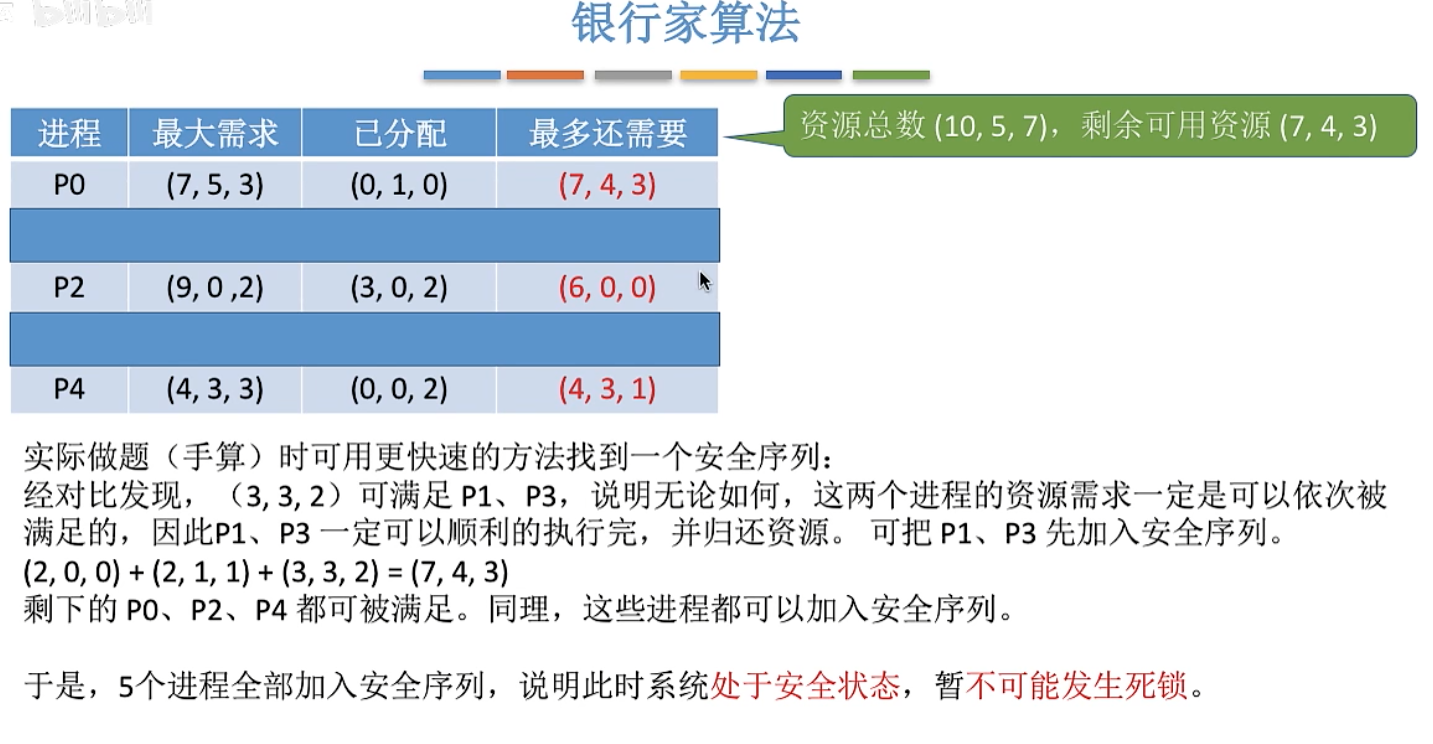 银行家算法
进程 最大需求 已分配 最多还需要
资源总数 (10, 5, 7)，剩余可用资源 (7, 4, 3)
P0 (7, 5, 3) (0, 1, 0) (7, 4, 3)
P2 (9, 0 ,2) (3, 0, 2) (6, 0, 0)
P4 (4, 3, 3) (0, 0, 2) (4, 3, 1)
实际做题（手算）时可用更快速的方法找到一个安全序列：
经对比发现，（3, 3, 2）可满足 P1、P3，说明无论如何，这两个进程的资源需求一定是可以依次被
满足的，因此P1、P3 一定可以顺利的执行完，并归还资源。 可把 P1、P3 先加入安全序列。
(2, 0, 0) + (2, 1, 1) + (3, 3, 2) = (7, 4, 3)
剩下的 P0、P2、P4 都可被满足。同理，这些进程都可以加入安全序列。
于是，5个进程全部加入安全序列，说明此时系统处于安全状态，暂不可能发生死锁。